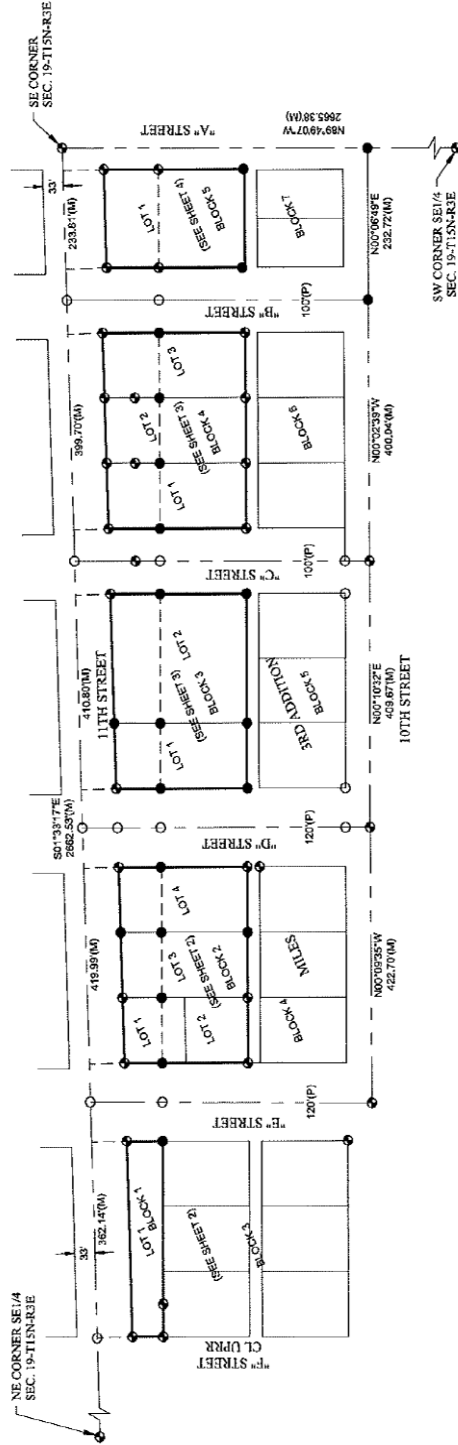 NE CORNER SE1/4
SEC. 19-T15N-R3E
33'
362.14'(M)
419.99'(M)
S01°33'17"E
2662.53'(M)
410.80'(M)
11TH STREET
399.70'(M)
233.81'(M)
33'
SE CORNER
SEC. 19-T15N-R3E
"F" STREET
CL UPRR
LOT 1
BLOCK 1
(SEE SHEET 2)
BLOCK 3
"E" STREET
120'(P)
LOT 1
LOT 2
LOT 3
LOT 4
(SEE SHEET 2)
BLOCK 2
BLOCK 4
MILES
"D" STREET
120'(P)
LOT 1
LOT 2
(SEE SHEET 3)
BLOCK 3
3RD ADDITION
BLOCK 5
"C" STREET
100'(P)
LOT 1
LOT 2
LOT 3
(SEE SHEET 3)
BLOCK 4
BLOCK 6
"B" STREET
100'(P)
LOT 1
(SEE SHEET 4)
BLOCK 5
BLOCK 7
"A" STREET
N89°49'07"W
2665.38'(M)
N00°09'35"W
422.70'(M)
N00°10'32"E
409.67'(M)
10TH STREET
N00°02'39"W
400.04'(M)
N00°06'49"E
232.72'(M)
SW CORNER SE1/4
SEC. 19-T15N-R3E